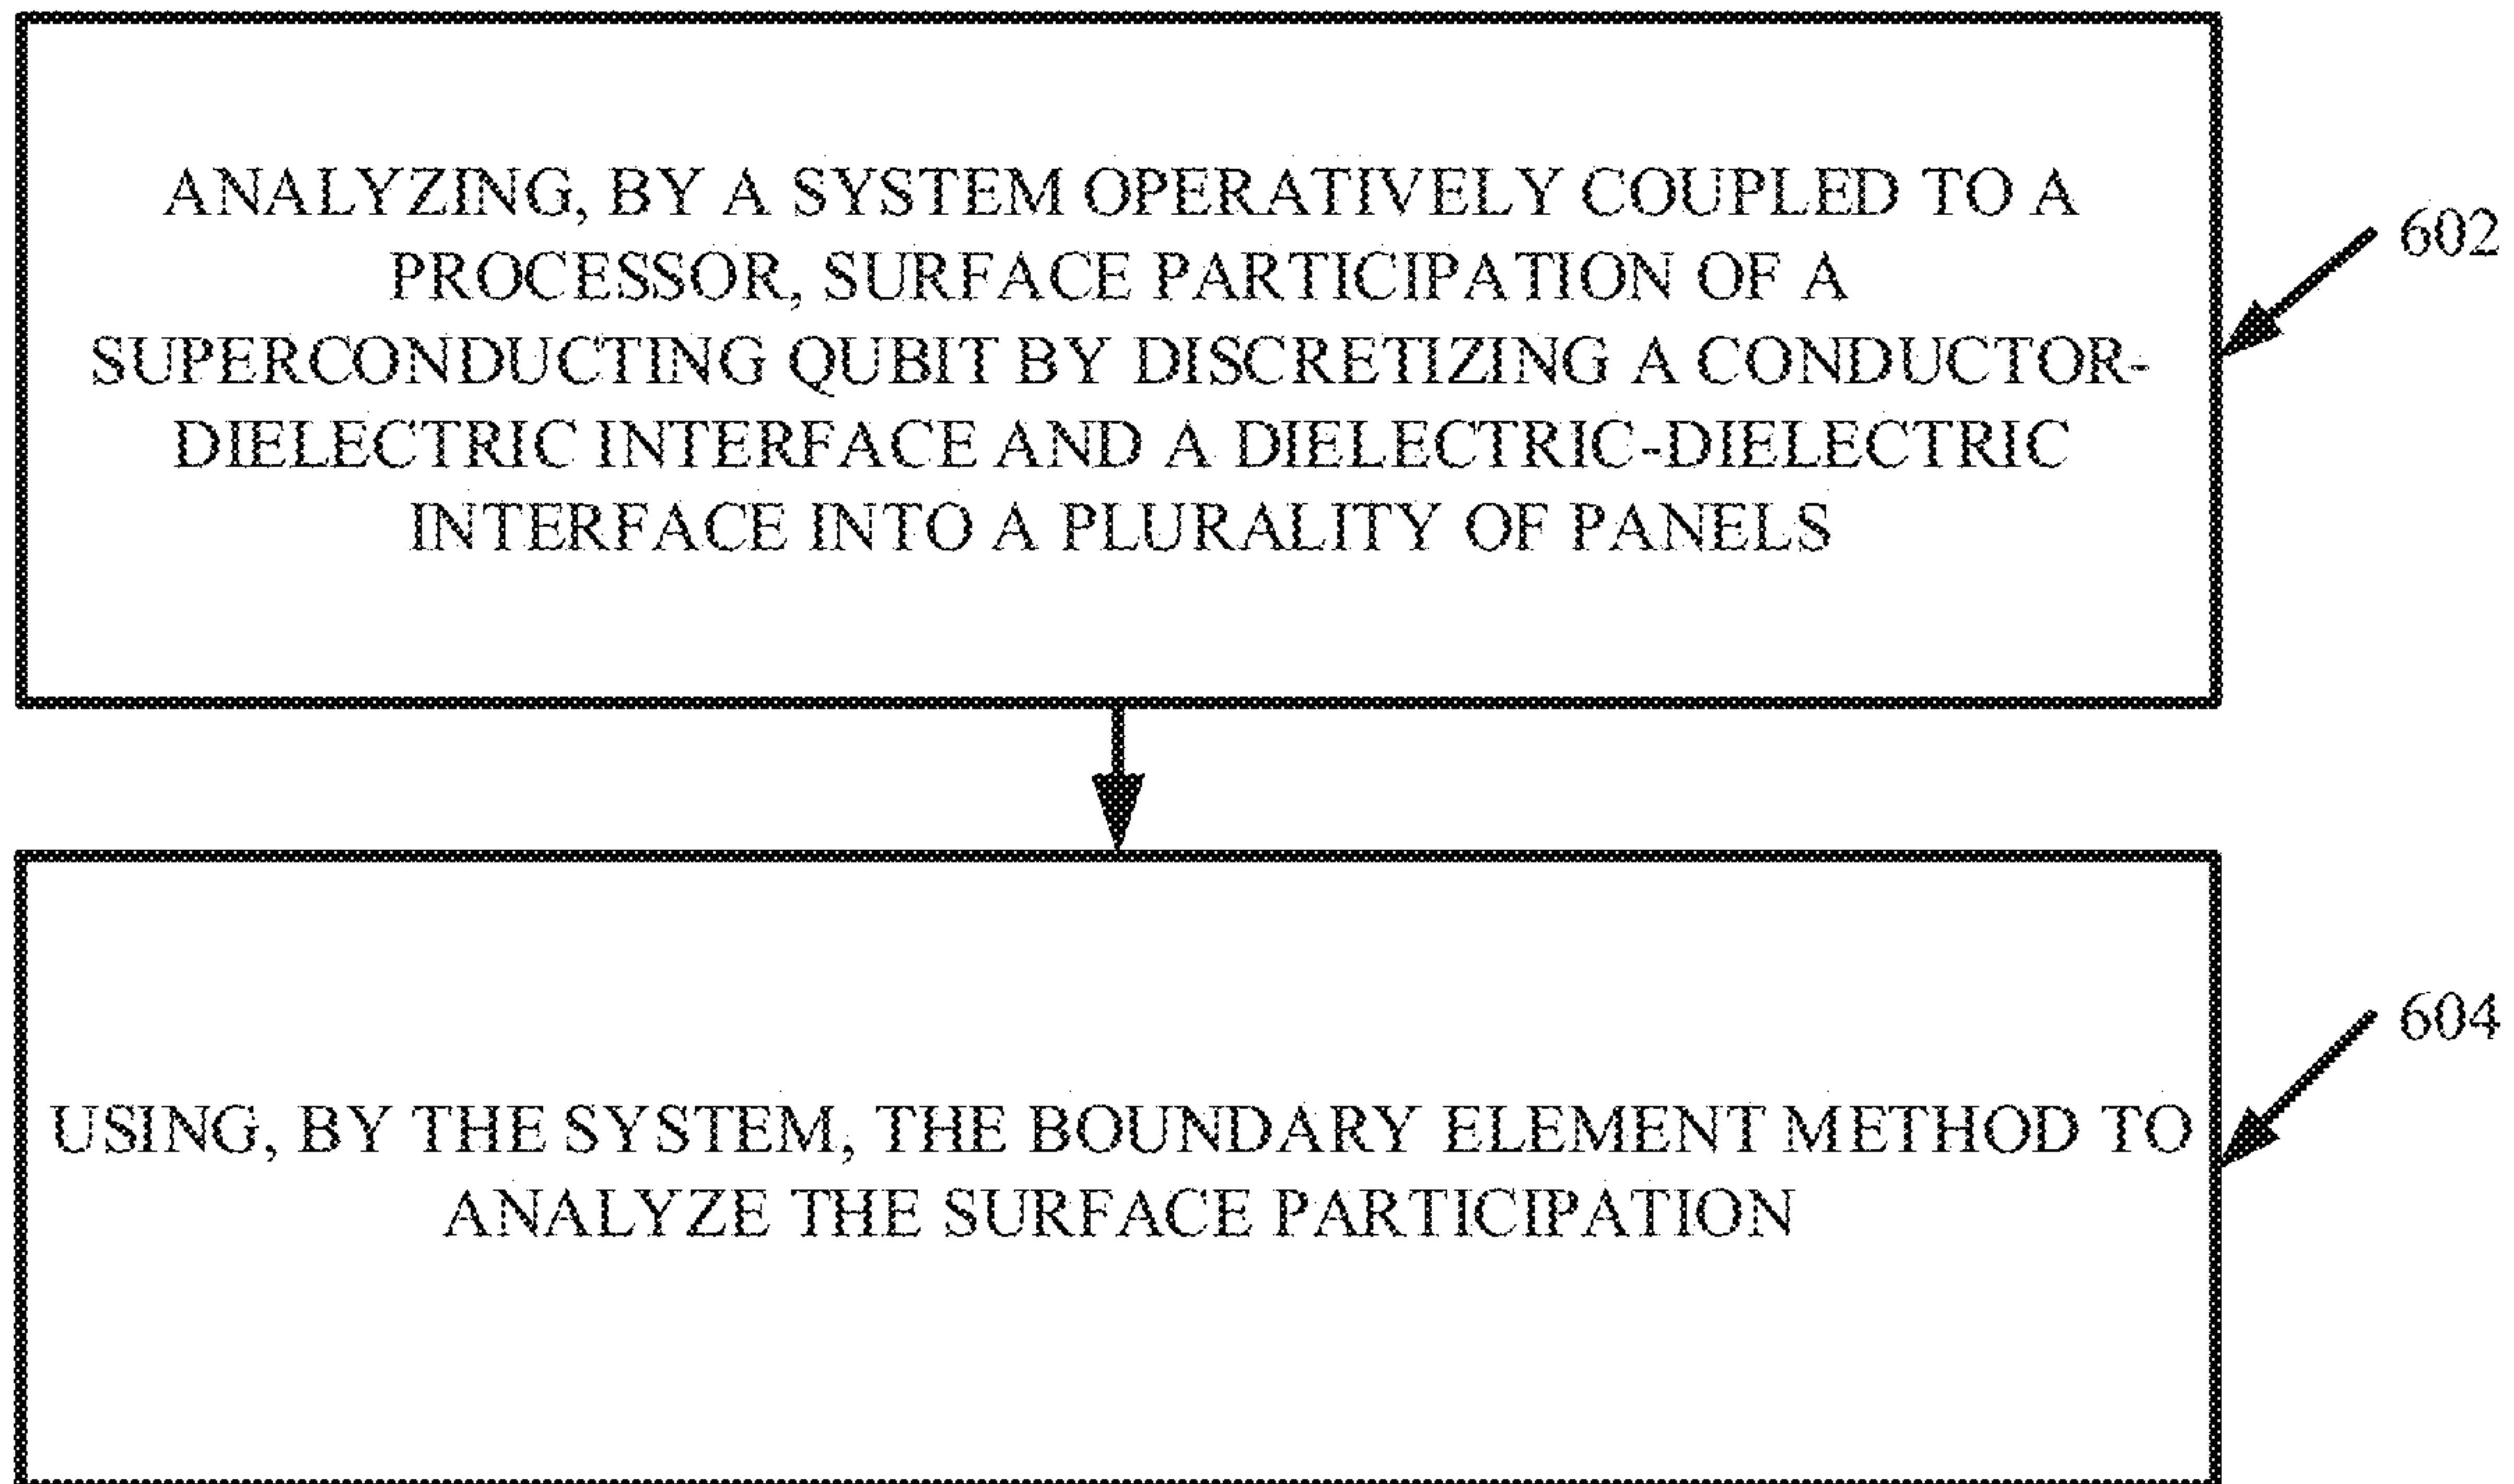 ANALYZING, BY A SYSTEM OPERATIVELY COUPLED TO A
PROCESSOR, SURFACE PARTICIPATION OF A
SUPERCONDUCTING QUBIT BY DISCRETIZING A CONDUCTOR-
DIELECTRIC INTERFACE AND A DIELECTRIC-DIELECTRIC
INTERFACE INTO A PLURALITY OF PANELS
602
USING, BY THE SYSTEM, THE BOUNDARY ELEMENT METHOD TO
ANALYZE THE SURFACE PARTICIPATION
604